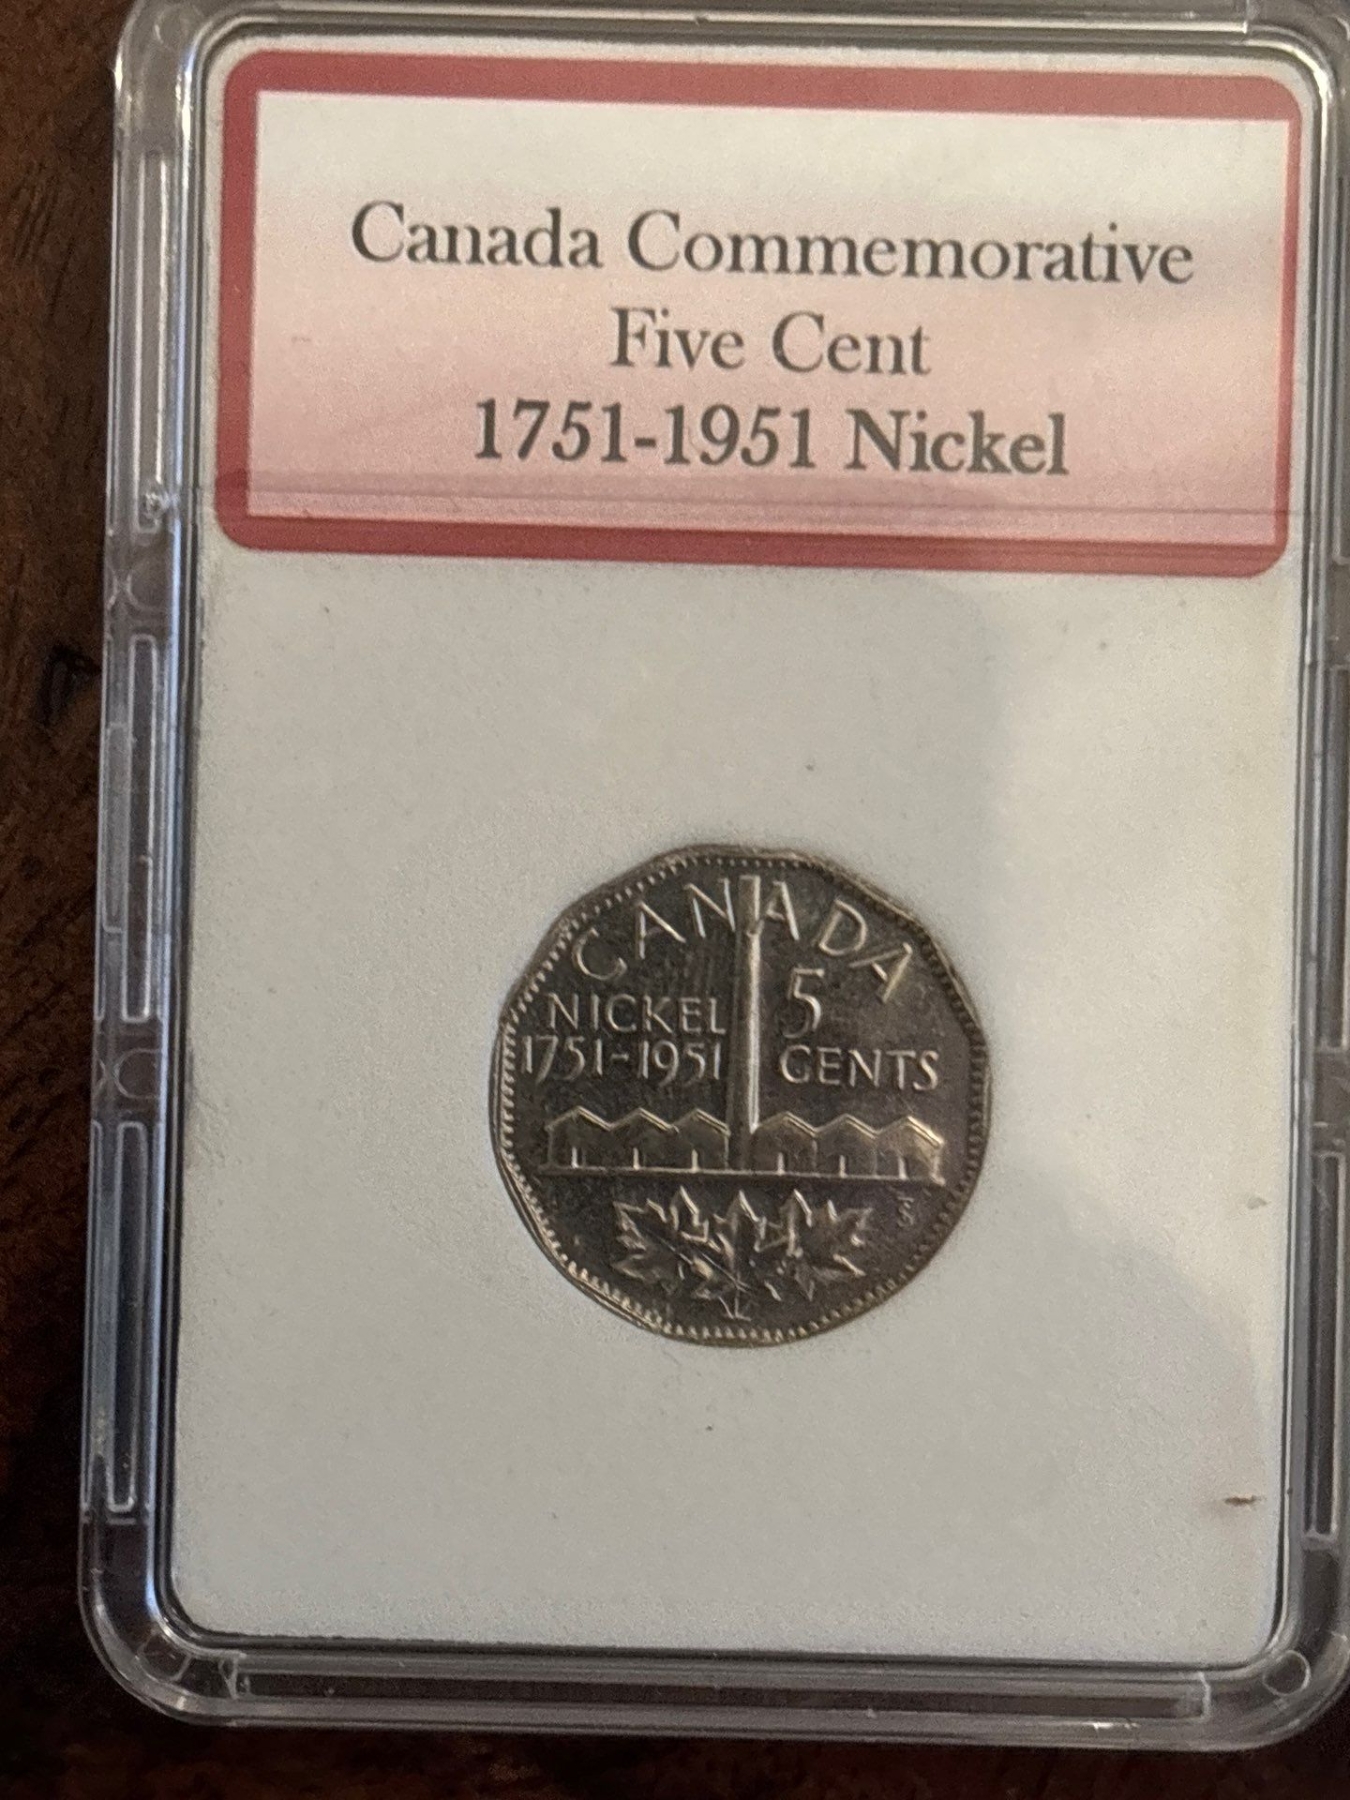 Canada Commemorative
Five Cent
1751-1951 Nickel
CANADA
NICKEL
1751-1951
5
CENTS